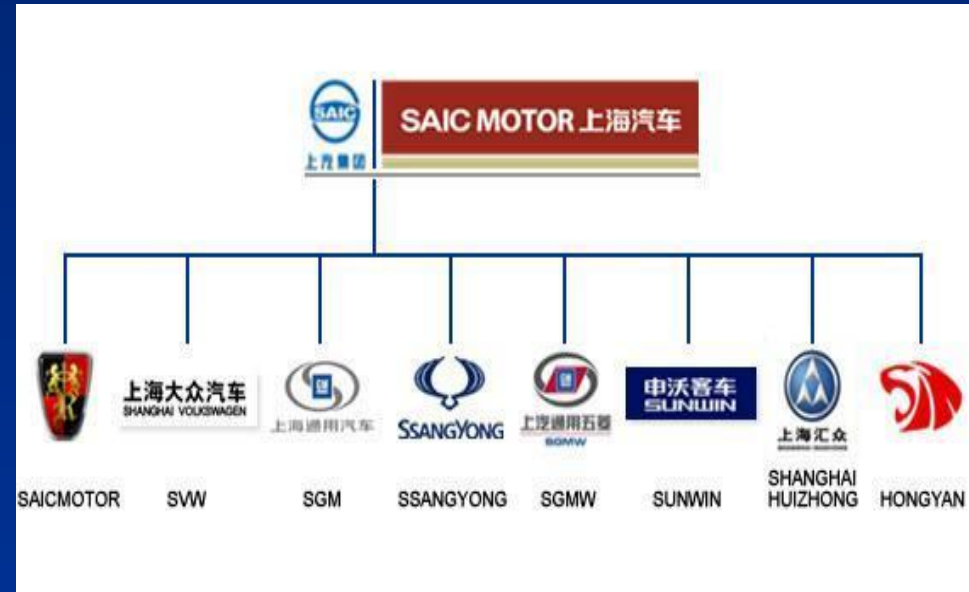 SAIC
上汽集团
SAIC MOTOR 上海汽车
上海大众汽车
SHANGHAI VOLKSWAGEN
GM
上海通用汽车
SSANGYONG
GM
上汽通用五菱
SGMW
申沃客车
SUNWIN
上海汇众
SAICMOTOR
SVW
SGM
SSANGYONG
SGMW
SUNWIN
SHANGHAI
HUIZHONG
HONGYAN